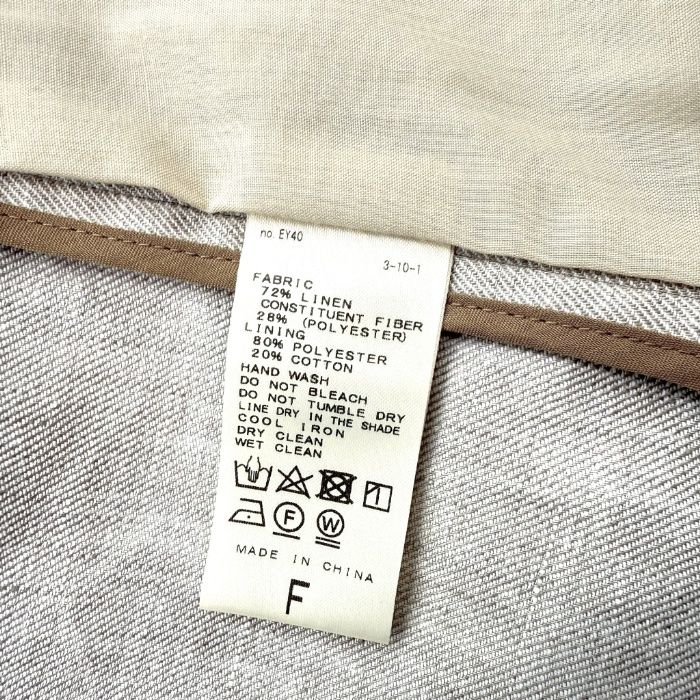 no. EY40
3-10-1
FABRIC
72% LINEN
CONSTITUENT FIBER
28% (POLYESTER)
LINING
80% POLYESTER
20% COTTON
HAND WASH
DO NOT BLEACH
DO NOT TUMBLE DRY
LINE DRY IN THE SHADE
COOL IRON
DRY CLEAN
WET CLEAN
F W
MADE IN CHINA
F